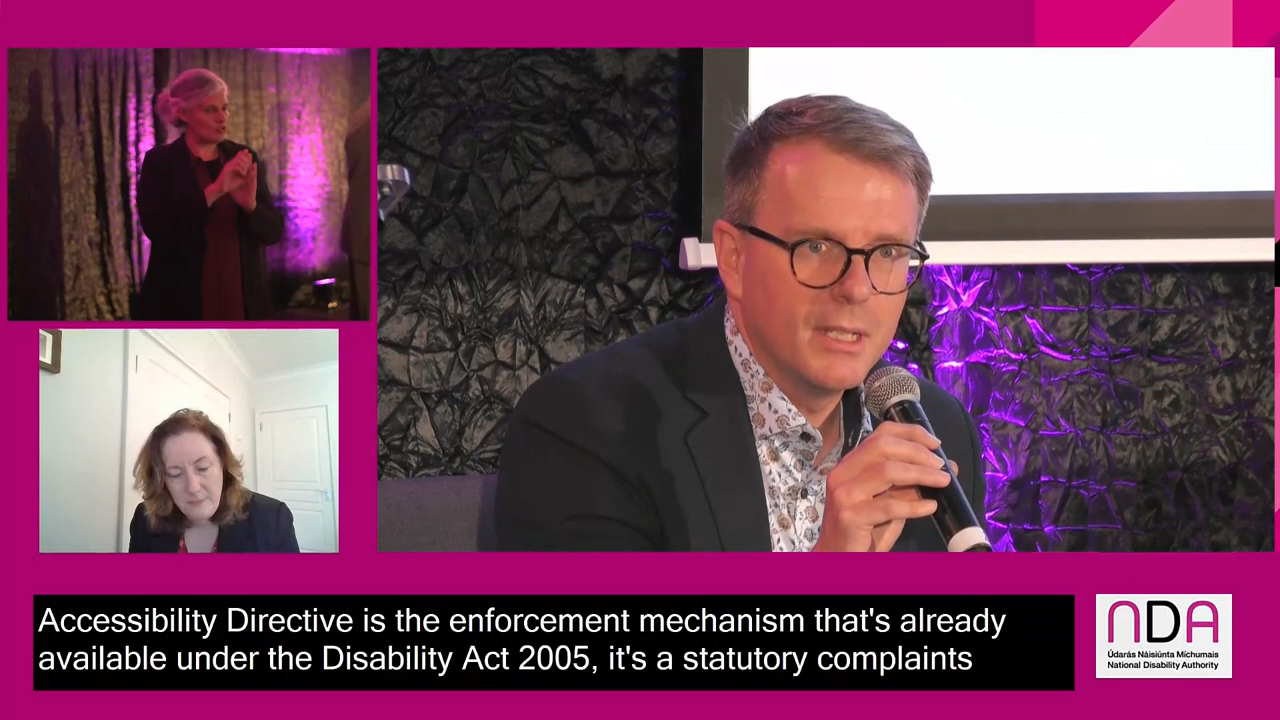 Accessibility Directive is the enforcement mechanism that's already
available under the Disability Act 2005, it's a statutory complaints
NDA
Údarás Náisiúnta Míchumais
National Disability Authority